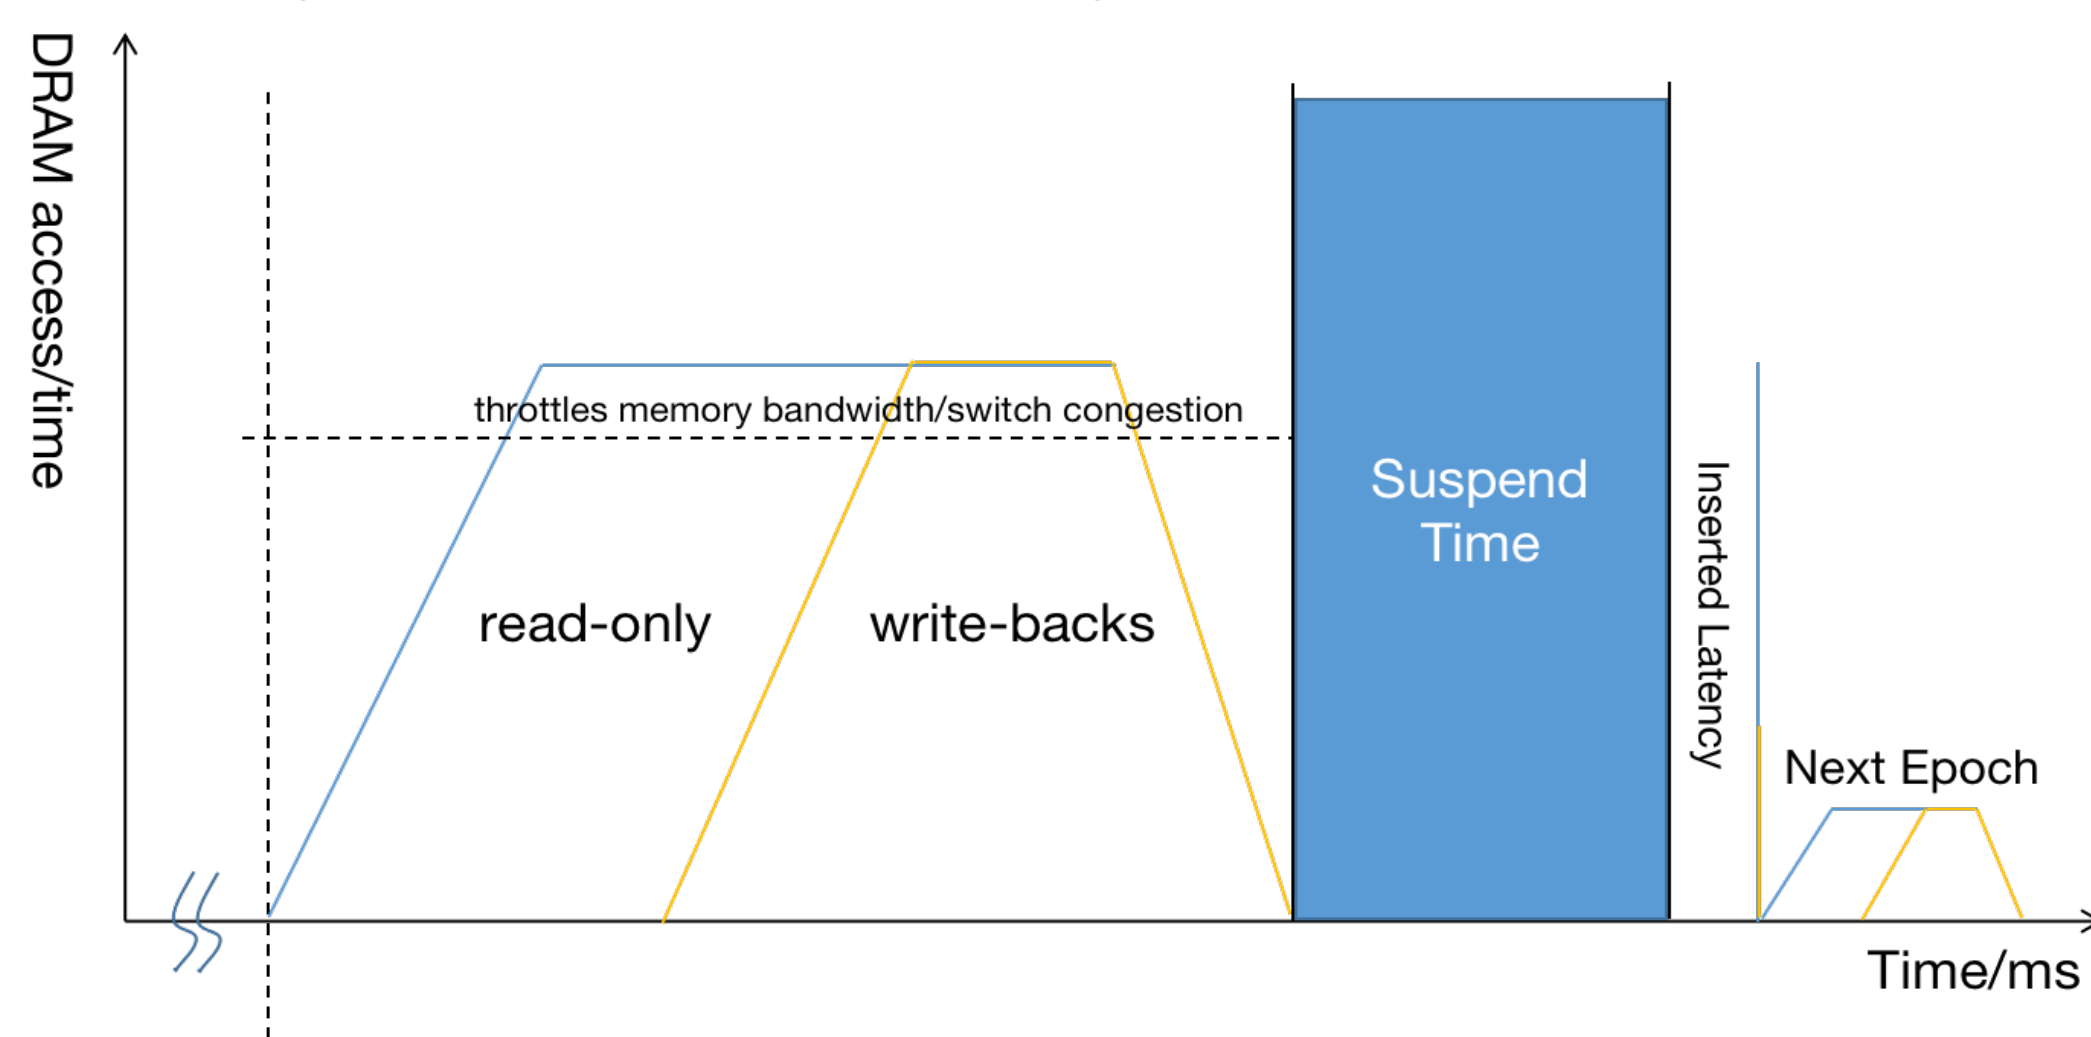 DRAM access/time
throttles memory bandwidth/switch congestion
read-only
write-backs
Suspend
Time
Inserted Latency
Next Epoch
Time/ms